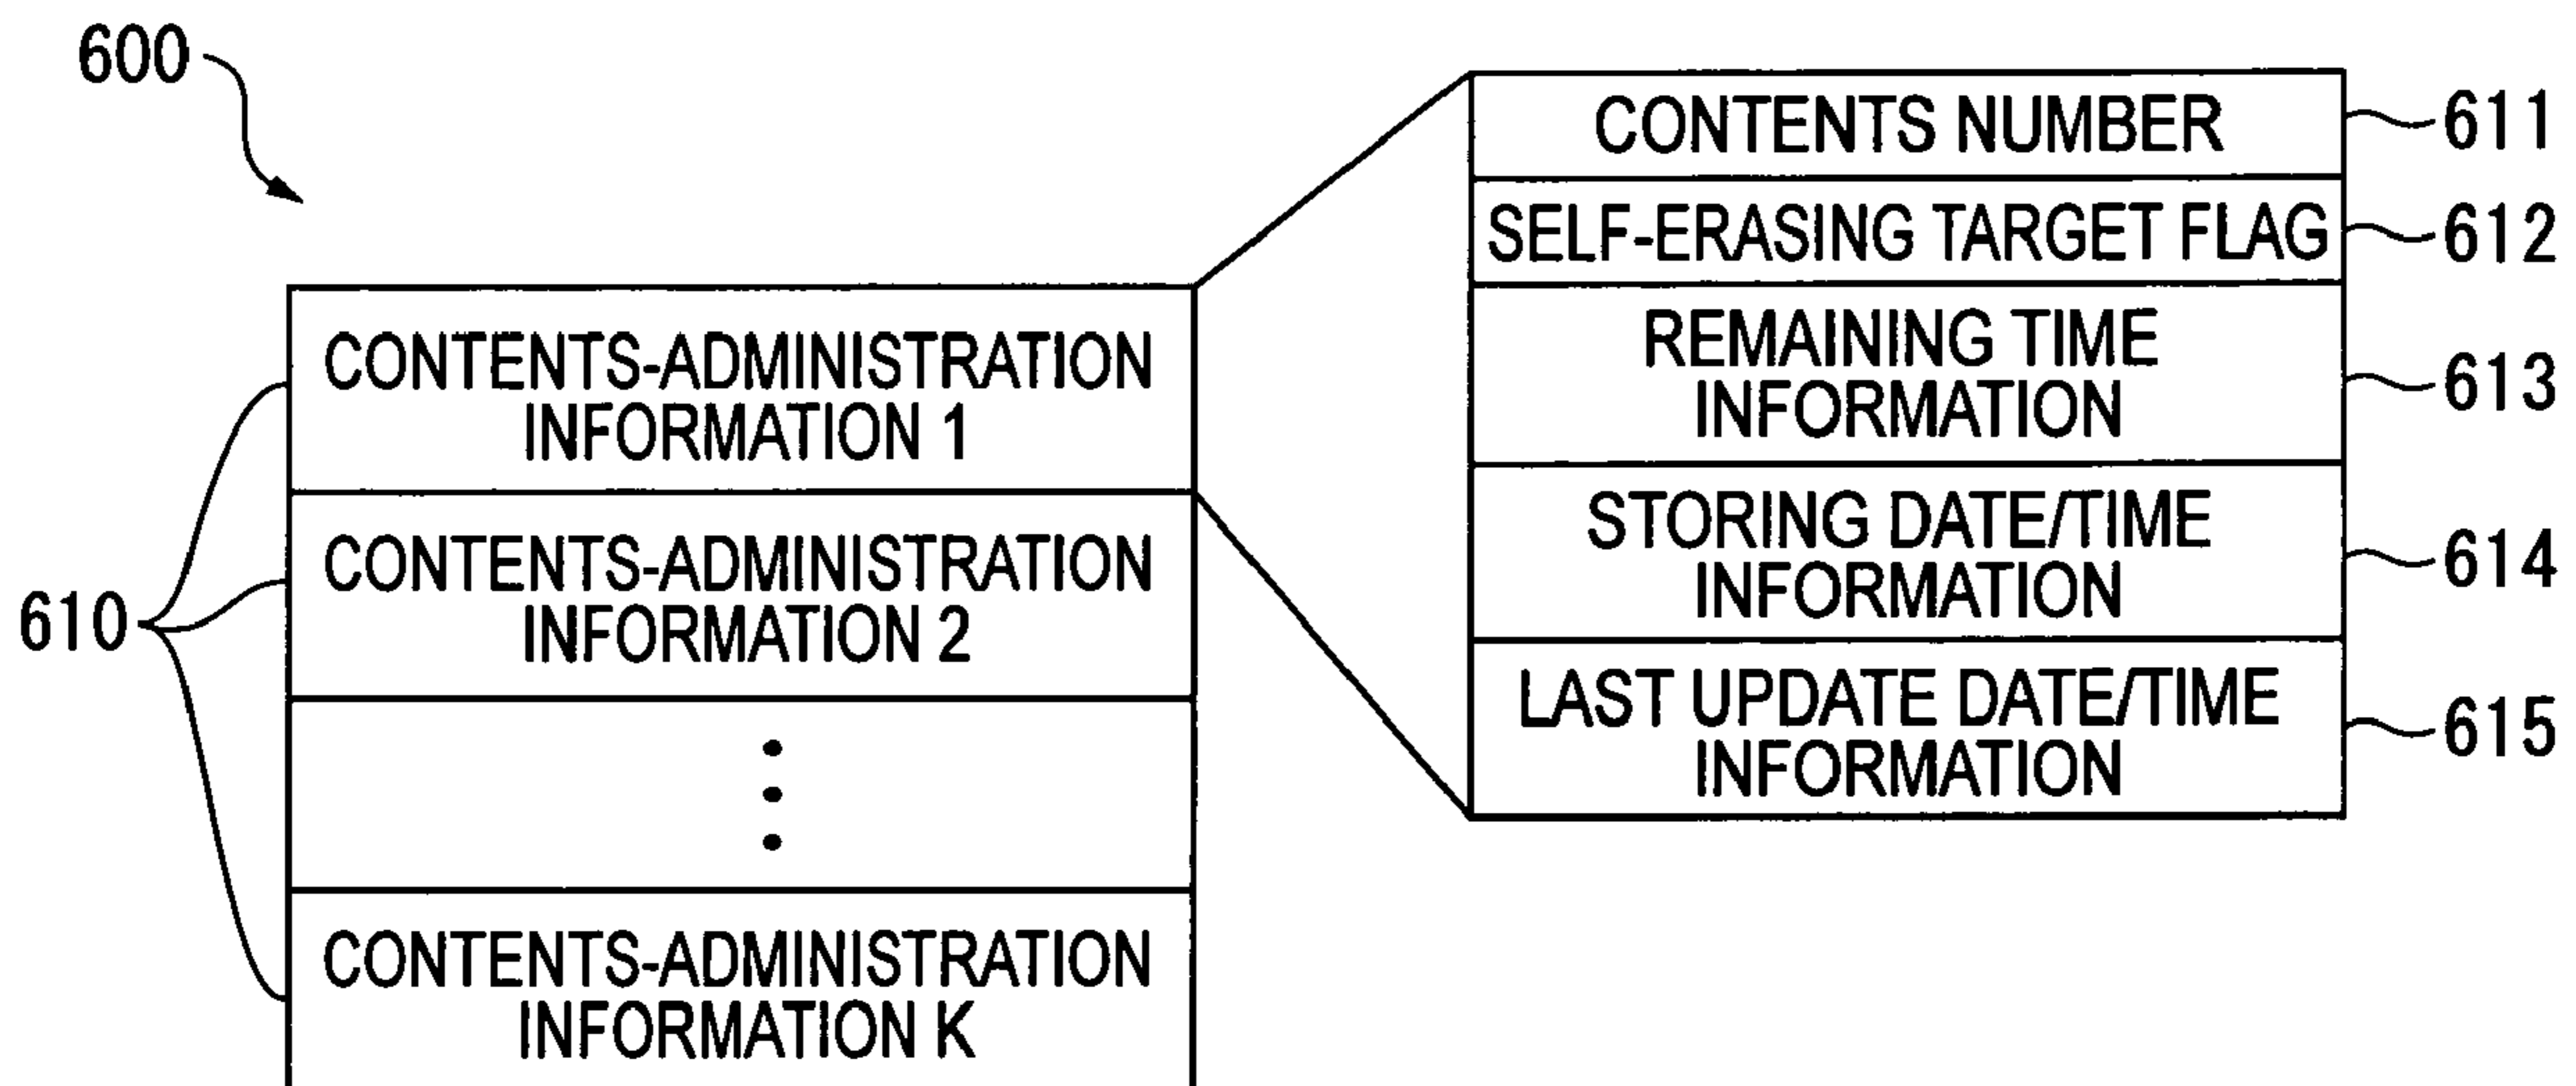 600
CONTENTS NUMBER
611
SELF-ERASING TARGET FLAG
612
REMAINING TIME
INFORMATION
613
STORING DATE/TIME
INFORMATION
614
LAST UPDATE DATE/TIME
INFORMATION
615
610
CONTENTS-ADMINISTRATION
INFORMATION 1
CONTENTS-ADMINISTRATION
INFORMATION 2
CONTENTS-ADMINISTRATION
INFORMATION K